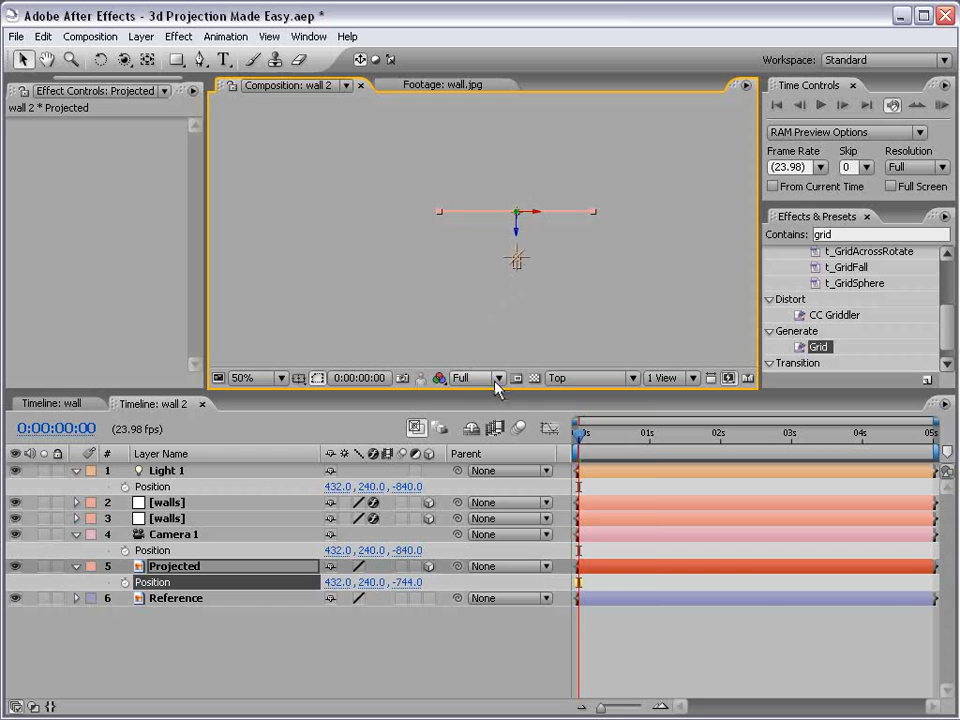 Adobe After Effects - 3d Projection Made Easy.aep *
File Edit Composition Layer Effect Animation View Window Help
Workspace: Standard
Effect Controls: Projected
Composition: wall 2
Footage: wall.jpg
Time Controls
wall 2 * Projected
RAM Preview Options
Frame Rate Skip Resolution
(23.98) 0 Full
From Current Time Full Screen
Effects & Presets
Contains: grid
t_GridAcrossRotate
t_GridFall
t_GridSphere
Distort
CC Griddler
Generate
Grid
Transition
50% 0:00:00:00 Full Top 1 View
Timeline: wall Timeline: wall 2
0:00:00:00 (23.98 fps)
01s 02s 03s 04s 05s
# Layer Name Parent
1 Light 1 None
Position 432.0, 240.0, -840.0
2 [walls] None
3 [walls] None
4 Camera 1 None
Position 432.0, 240.0, -840.0
5 Projected None
Position 432.0, 240.0, -744.0
6 Reference None